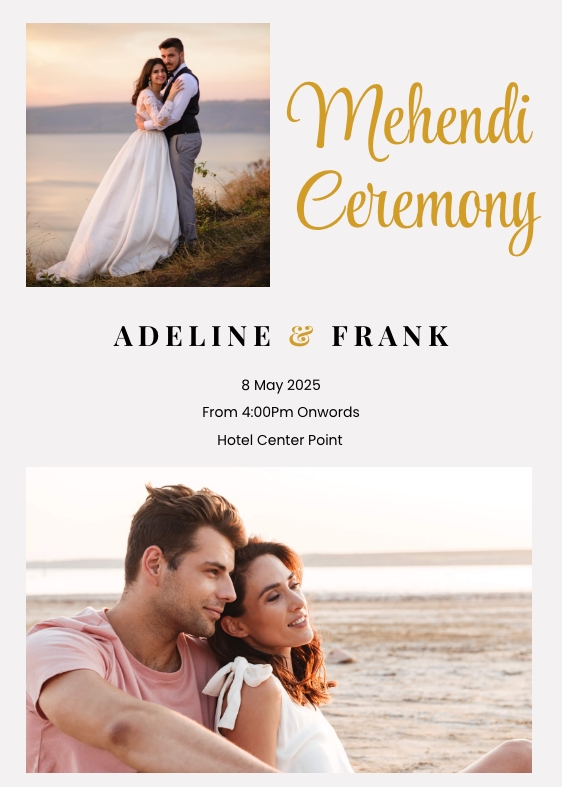 Mehendi
Ceremony
ADELINE & FRANK
8 May 2025
From 4:00Pm Onwords
Hotel Center Point